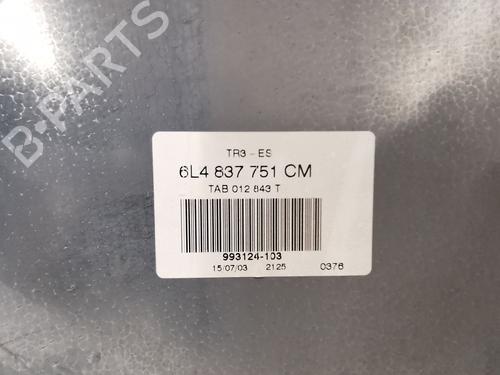 B-PARTS
TR3 - ES
6L4 837 751 CM
TAB 012 843 T
993124-103
15/07/03 2125 0376